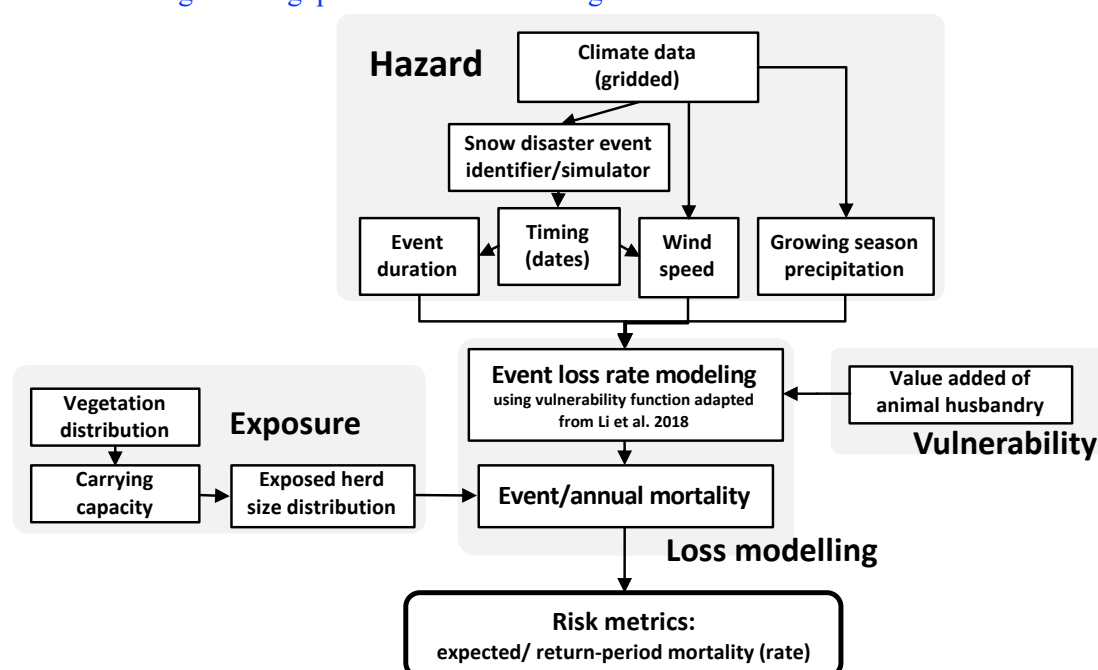 Hazard
Climate data
(gridded)
Snow disaster event
identifier/simulator
Event
duration
Timing
(dates)
Wind
speed
Growing season
precipitation
Event loss rate modeling
using vulnerability function adapted
from Li et al. 2018
Value added of
animal husbandry
Vulnerability
Vegetation
distribution
Exposure
Carrying
capacity
Exposed herd
size distribution
Event/annual mortality
Loss modelling
Risk metrics:
expected/ return-period mortality (rate)